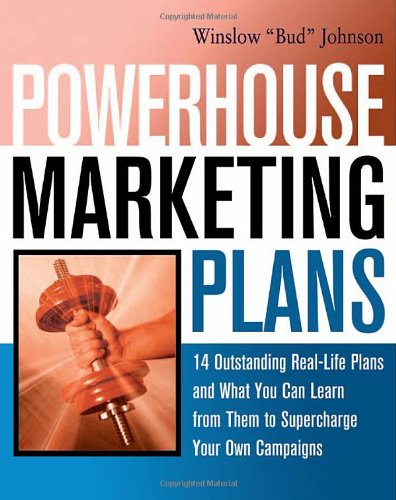 Copyrighted Material
Winslow "Bud" Johnson
POWERHOUSE
MARKETING
PLANS
14 Outstanding Real-Life Plans
and What You Can Learn
from Them to Supercharge
Your Own Campaigns
Copyrighted Material